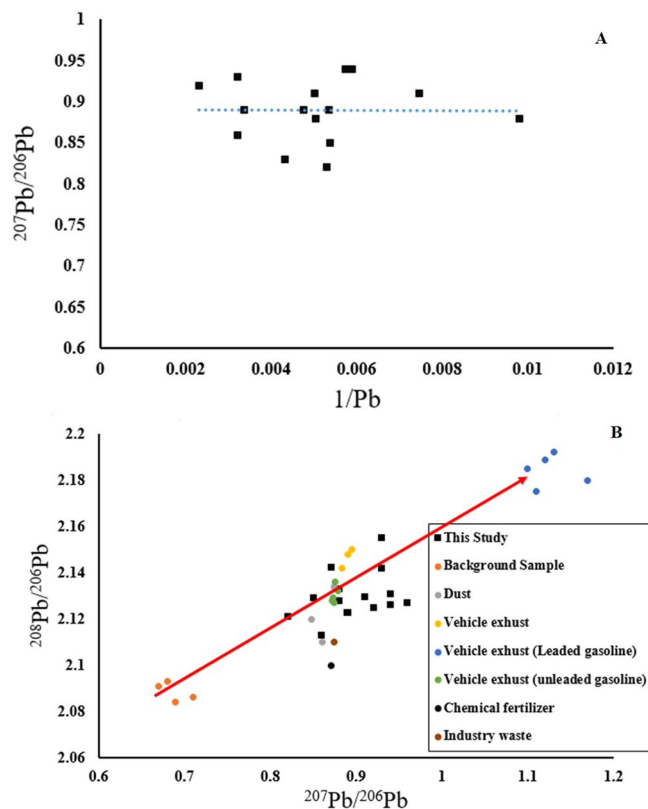 A
1
0.95
0.9
0.85
0.8
0.75
0.7
0.65
0.6
²⁰⁷Pb/²⁰⁶Pb
0 0.002 0.004 0.006 0.008 0.01 0.012
1/Pb
B
2.2
2.18
2.16
2.14
2.12
2.1
2.08
2.06
²⁰⁸Pb/²⁰⁶Pb
This Study
Background Sample
Dust
Vehicle exhust
Vehicle exhust (Leaded gasoline)
Vehicle exhust (unleaded gasoline)
Chemical fertilizer
Industry waste
0.6 0.7 0.8 0.9 1 1.1 1.2
²⁰⁷Pb/²⁰⁶Pb